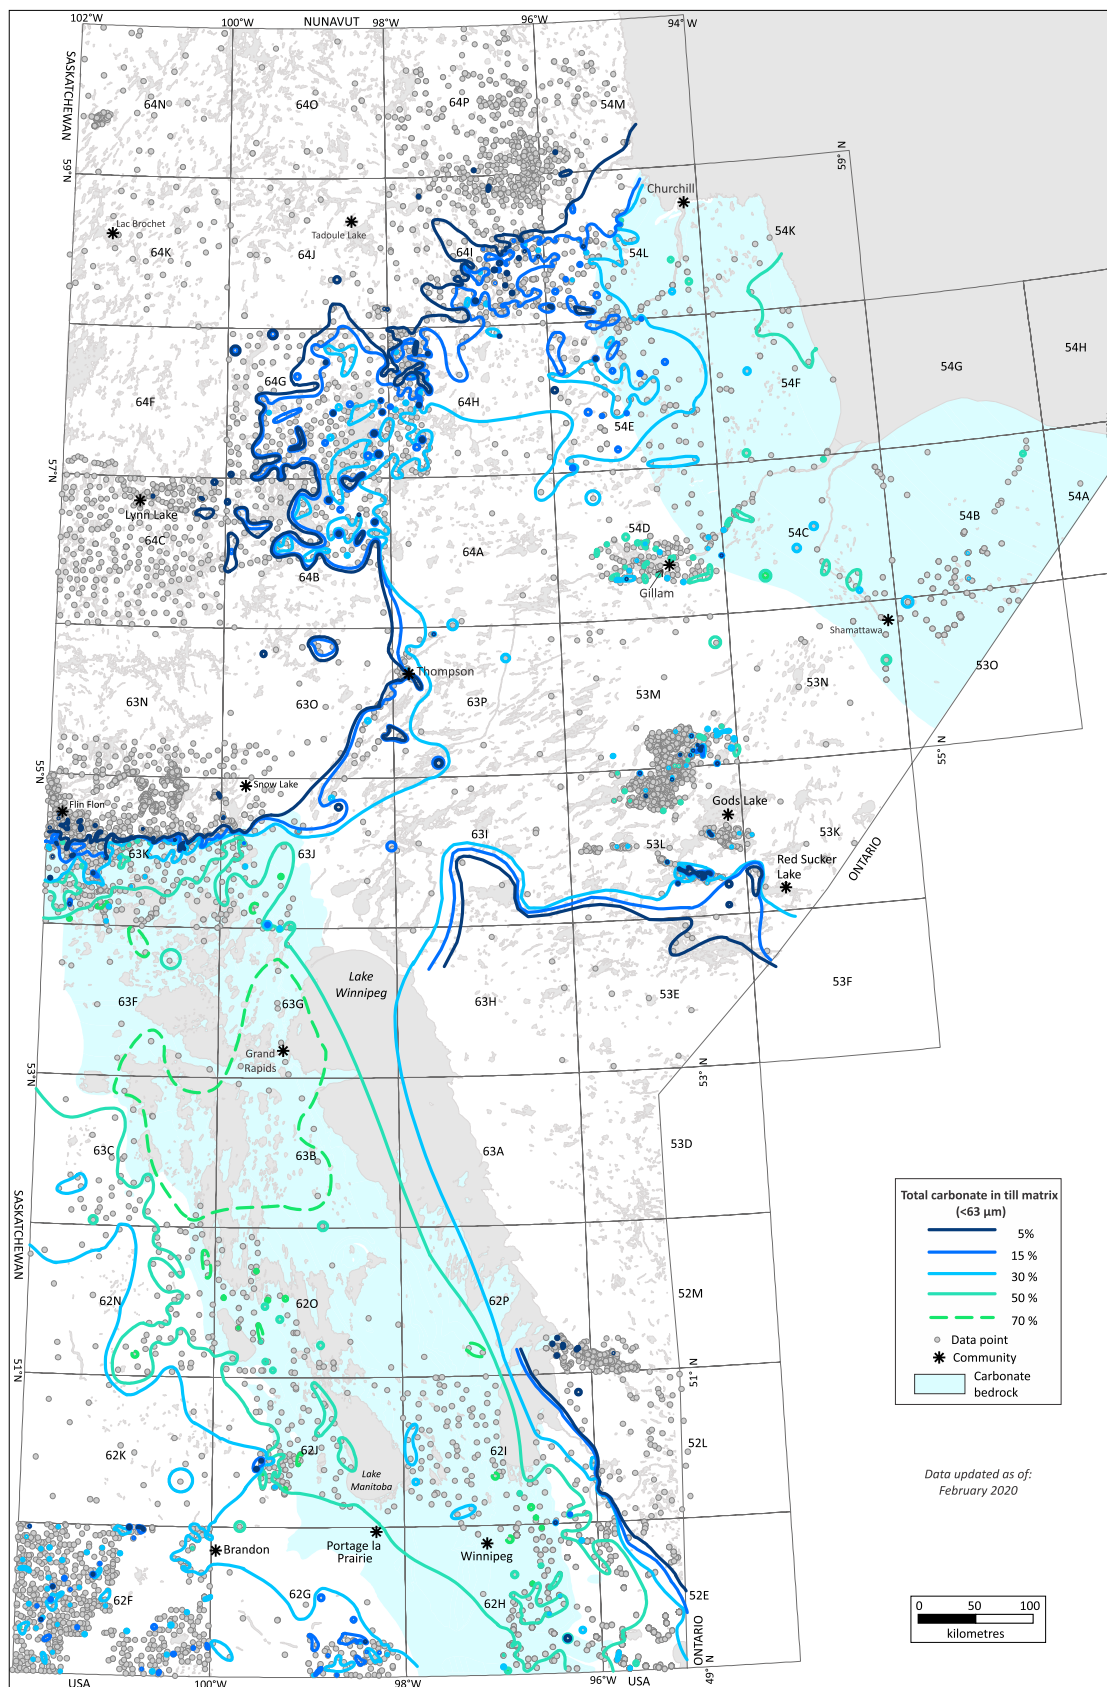 102°W
100°W
NUNAVUT
98°W
96°W
94°W
SASKATCHEWAN
64N
64O
64P
54M
59°N
59° N
Churchill
Lac Brochet
Tadoule Lake
64K
64J
64I
54L
54K
54H
54G
64F
64G
64H
54F
54E
57°N
Lynn Lake
64C
64B
64A
54D
Gillam
54C
54B
54A
Shamattawa
Thompson
63N
63O
63P
53M
53N
53O
55°N
55° N
Flin Flon
Snow Lake
Gods Lake
63K
63J
63I
53L
53K
Red Sucker
Lake
ONTARIO
Lake
Winnipeg
63F
63G
63H
53E
53F
Grand
Rapids
53°N
53° N
63C
63B
63A
53D
SASKATCHEWAN
62N
62O
62P
52M
51°N
51° N
62K
62J
62I
52L
Lake
Manitoba
Brandon
Portage la
Prairie
Winnipeg
62F
62G
62H
52E
ONTARIO
49° N
USA
100°W
98°W
96°W
USA
Total carbonate in till matrix
(<63 µm)
5%
15 %
30 %
50 %
70 %
Data point
Community
Carbonate
bedrock
Data updated as of:
February 2020
0
50
100
kilometres